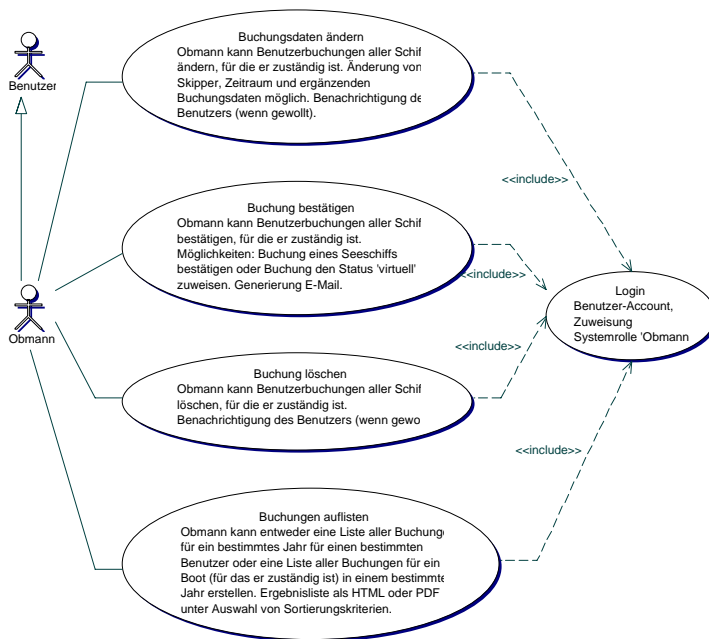 Buchungsdaten ändern
Obmann kann Benutzerbuchungen aller Schif
ändern, für die er zuständig ist. Änderung von
Skipper, Zeitraum und ergänzenden
Buchungsdaten möglich. Benachrichtigung de
Benutzers (wenn gewollt).
Benutzer
<<include>>
Buchung bestätigen
Obmann kann Benutzerbuchungen aller Schif
bestätigen, für die er zuständig ist.
Möglichkeiten: Buchung eines Seeschiffs
bestätigen oder Buchung den Status 'virtuell'
zuweisen. Generierung E-Mail.
<<include>>
Login
Benutzer-Account,
Zuweisung
Systemrolle 'Obmann
Obmann
<<include>>
Buchung löschen
Obmann kann Benutzerbuchungen aller Schif
löschen, für die er zuständig ist.
Benachrichtigung des Benutzers (wenn gewo
<<include>>
Buchungen auflisten
Obmann kann entweder eine Liste aller Buchunge
für ein bestimmtes Jahr für einen bestimmten
Benutzer oder eine Liste aller Buchungen für ein
Boot (für das er zuständig ist) in einem bestimmte
Jahr erstellen. Ergebnisliste als HTML oder PDF
unter Auswahl von Sortierungskriterien.